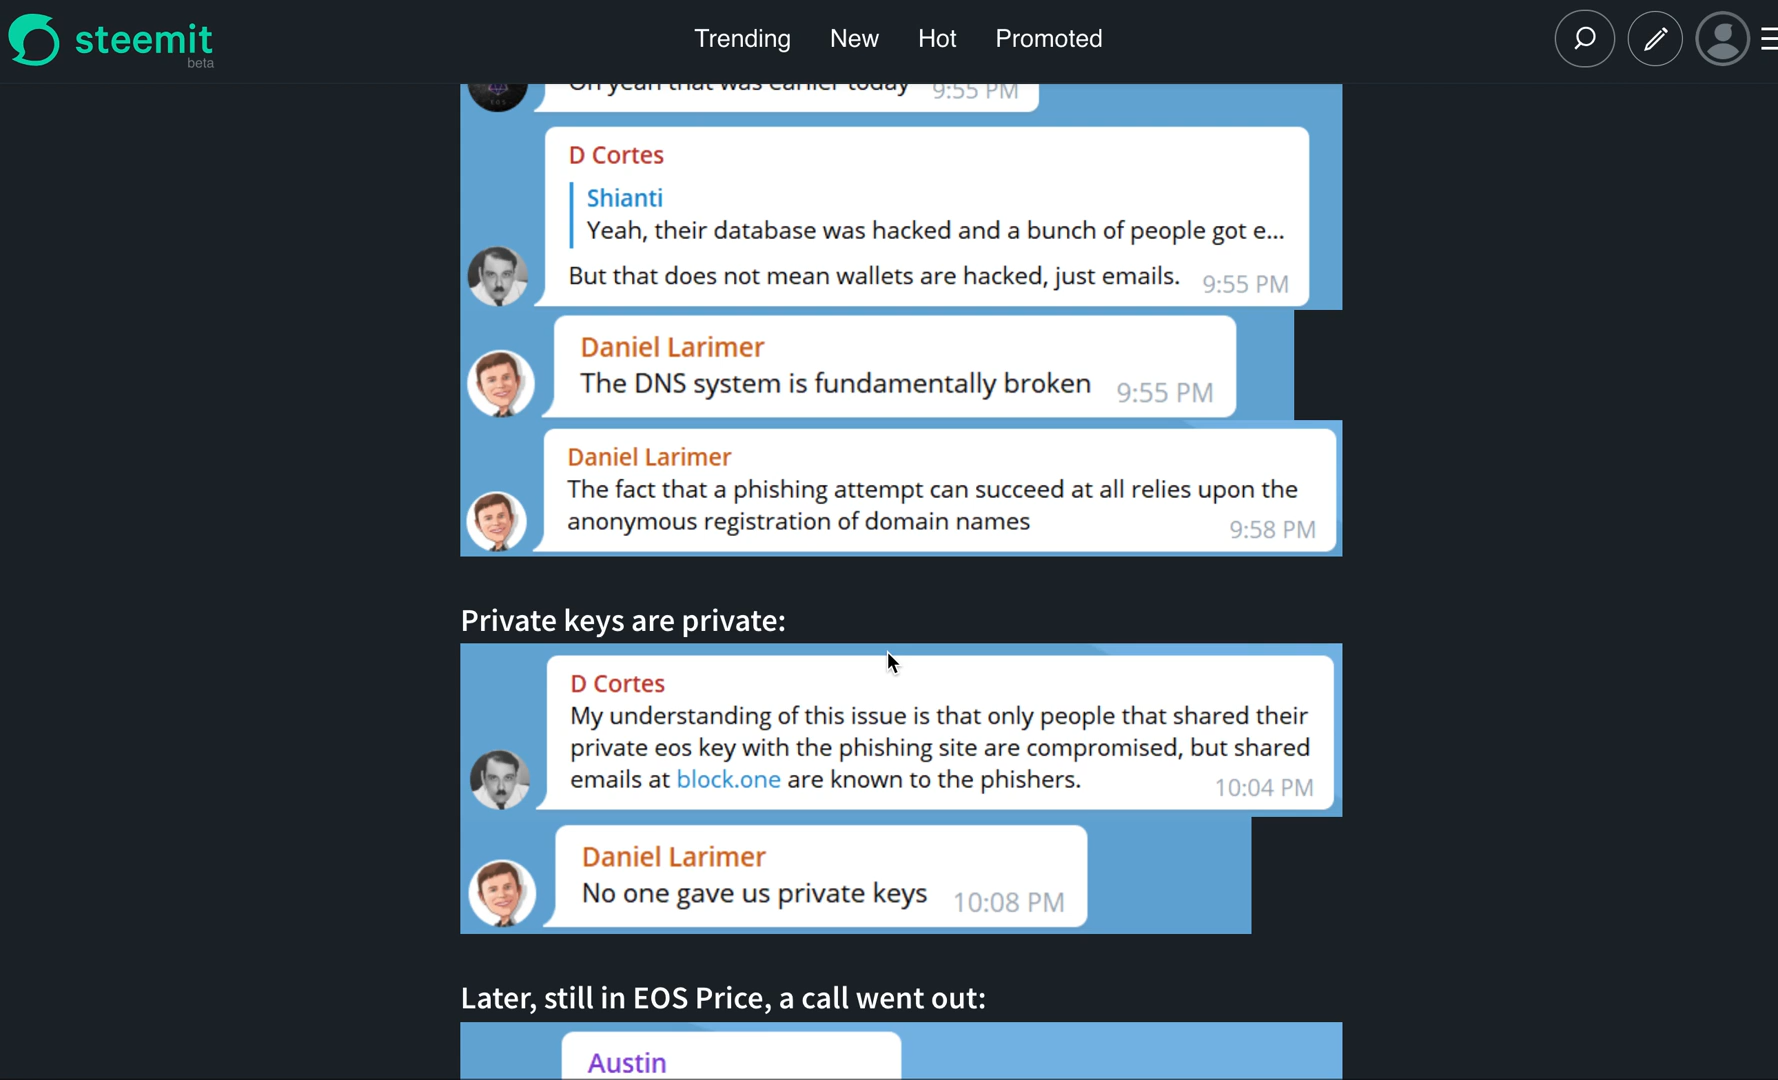 steemit
beta
Trending New Hot Promoted
Oh yeah that was earlier today 9:55 PM
D Cortes
Shianti
Yeah, their database was hacked and a bunch of people got e...
But that does not mean wallets are hacked, just emails. 9:55 PM
Daniel Larimer
The DNS system is fundamentally broken 9:55 PM
Daniel Larimer
The fact that a phishing attempt can succeed at all relies upon the
anonymous registration of domain names 9:58 PM
Private keys are private:
D Cortes
My understanding of this issue is that only people that shared their
private eos key with the phishing site are compromised, but shared
emails at block.one are known to the phishers. 10:04 PM
Daniel Larimer
No one gave us private keys 10:08 PM
Later, still in EOS Price, a call went out:
Austin